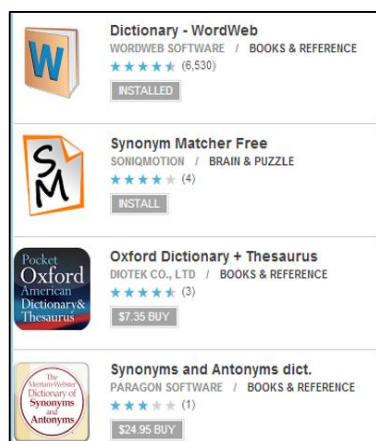 W
Dictionary - WordWeb
WORDWEB SOFTWARE / BOOKS & REFERENCE
(6,530)
INSTALLED
SM
Synonym Matcher Free
SONIQMOTION / BRAIN & PUZZLE
(4)
INSTALL
Pocket
Oxford
American
Dictionary&
Thesaurus
Oxford Dictionary + Thesaurus
DIOTEK CO., LTD / BOOKS & REFERENCE
(3)
$7.35 BUY
The
Merriam-Webster
Dictionary of
Synonyms
and
Antonyms
Synonyms and Antonyms dict.
PARAGON SOFTWARE / BOOKS & REFERENCE
(1)
$24.95 BUY